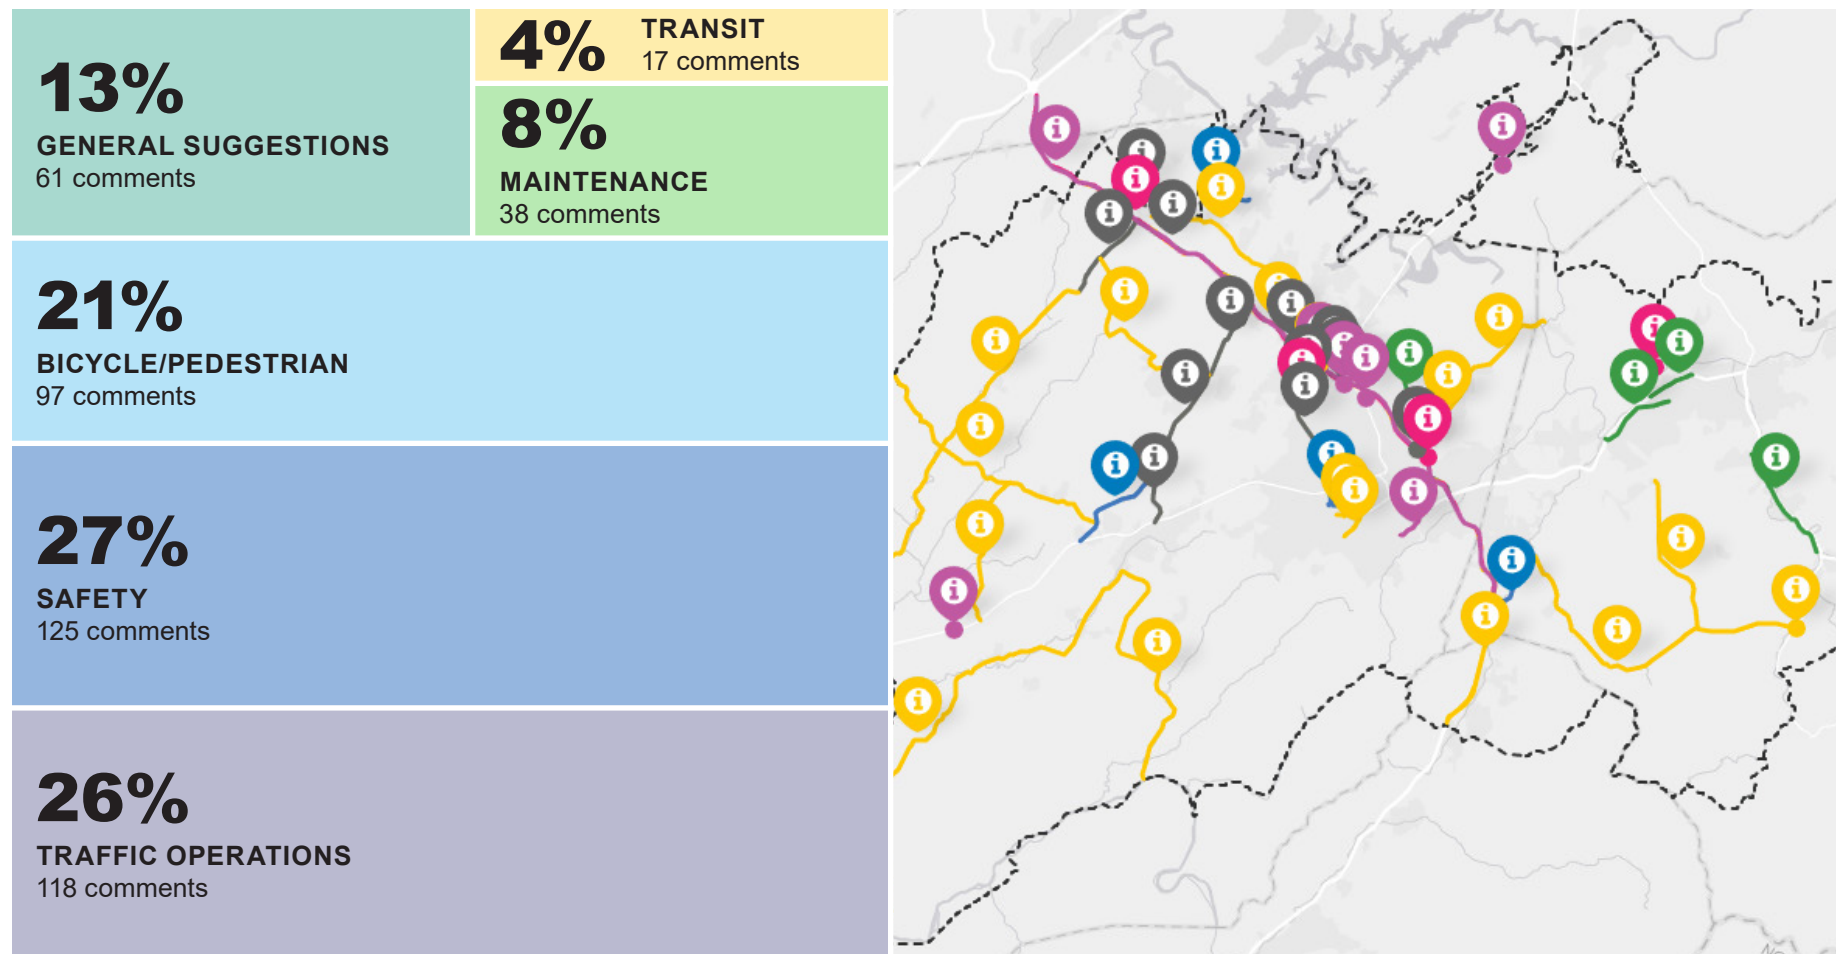 13%
GENERAL SUGGESTIONS
61 comments
4%
TRANSIT
17 comments
8%
MAINTENANCE
38 comments
21%
BICYCLE/PEDESTRIAN
97 comments
27%
SAFETY
125 comments
26%
TRAFFIC OPERATIONS
118 comments